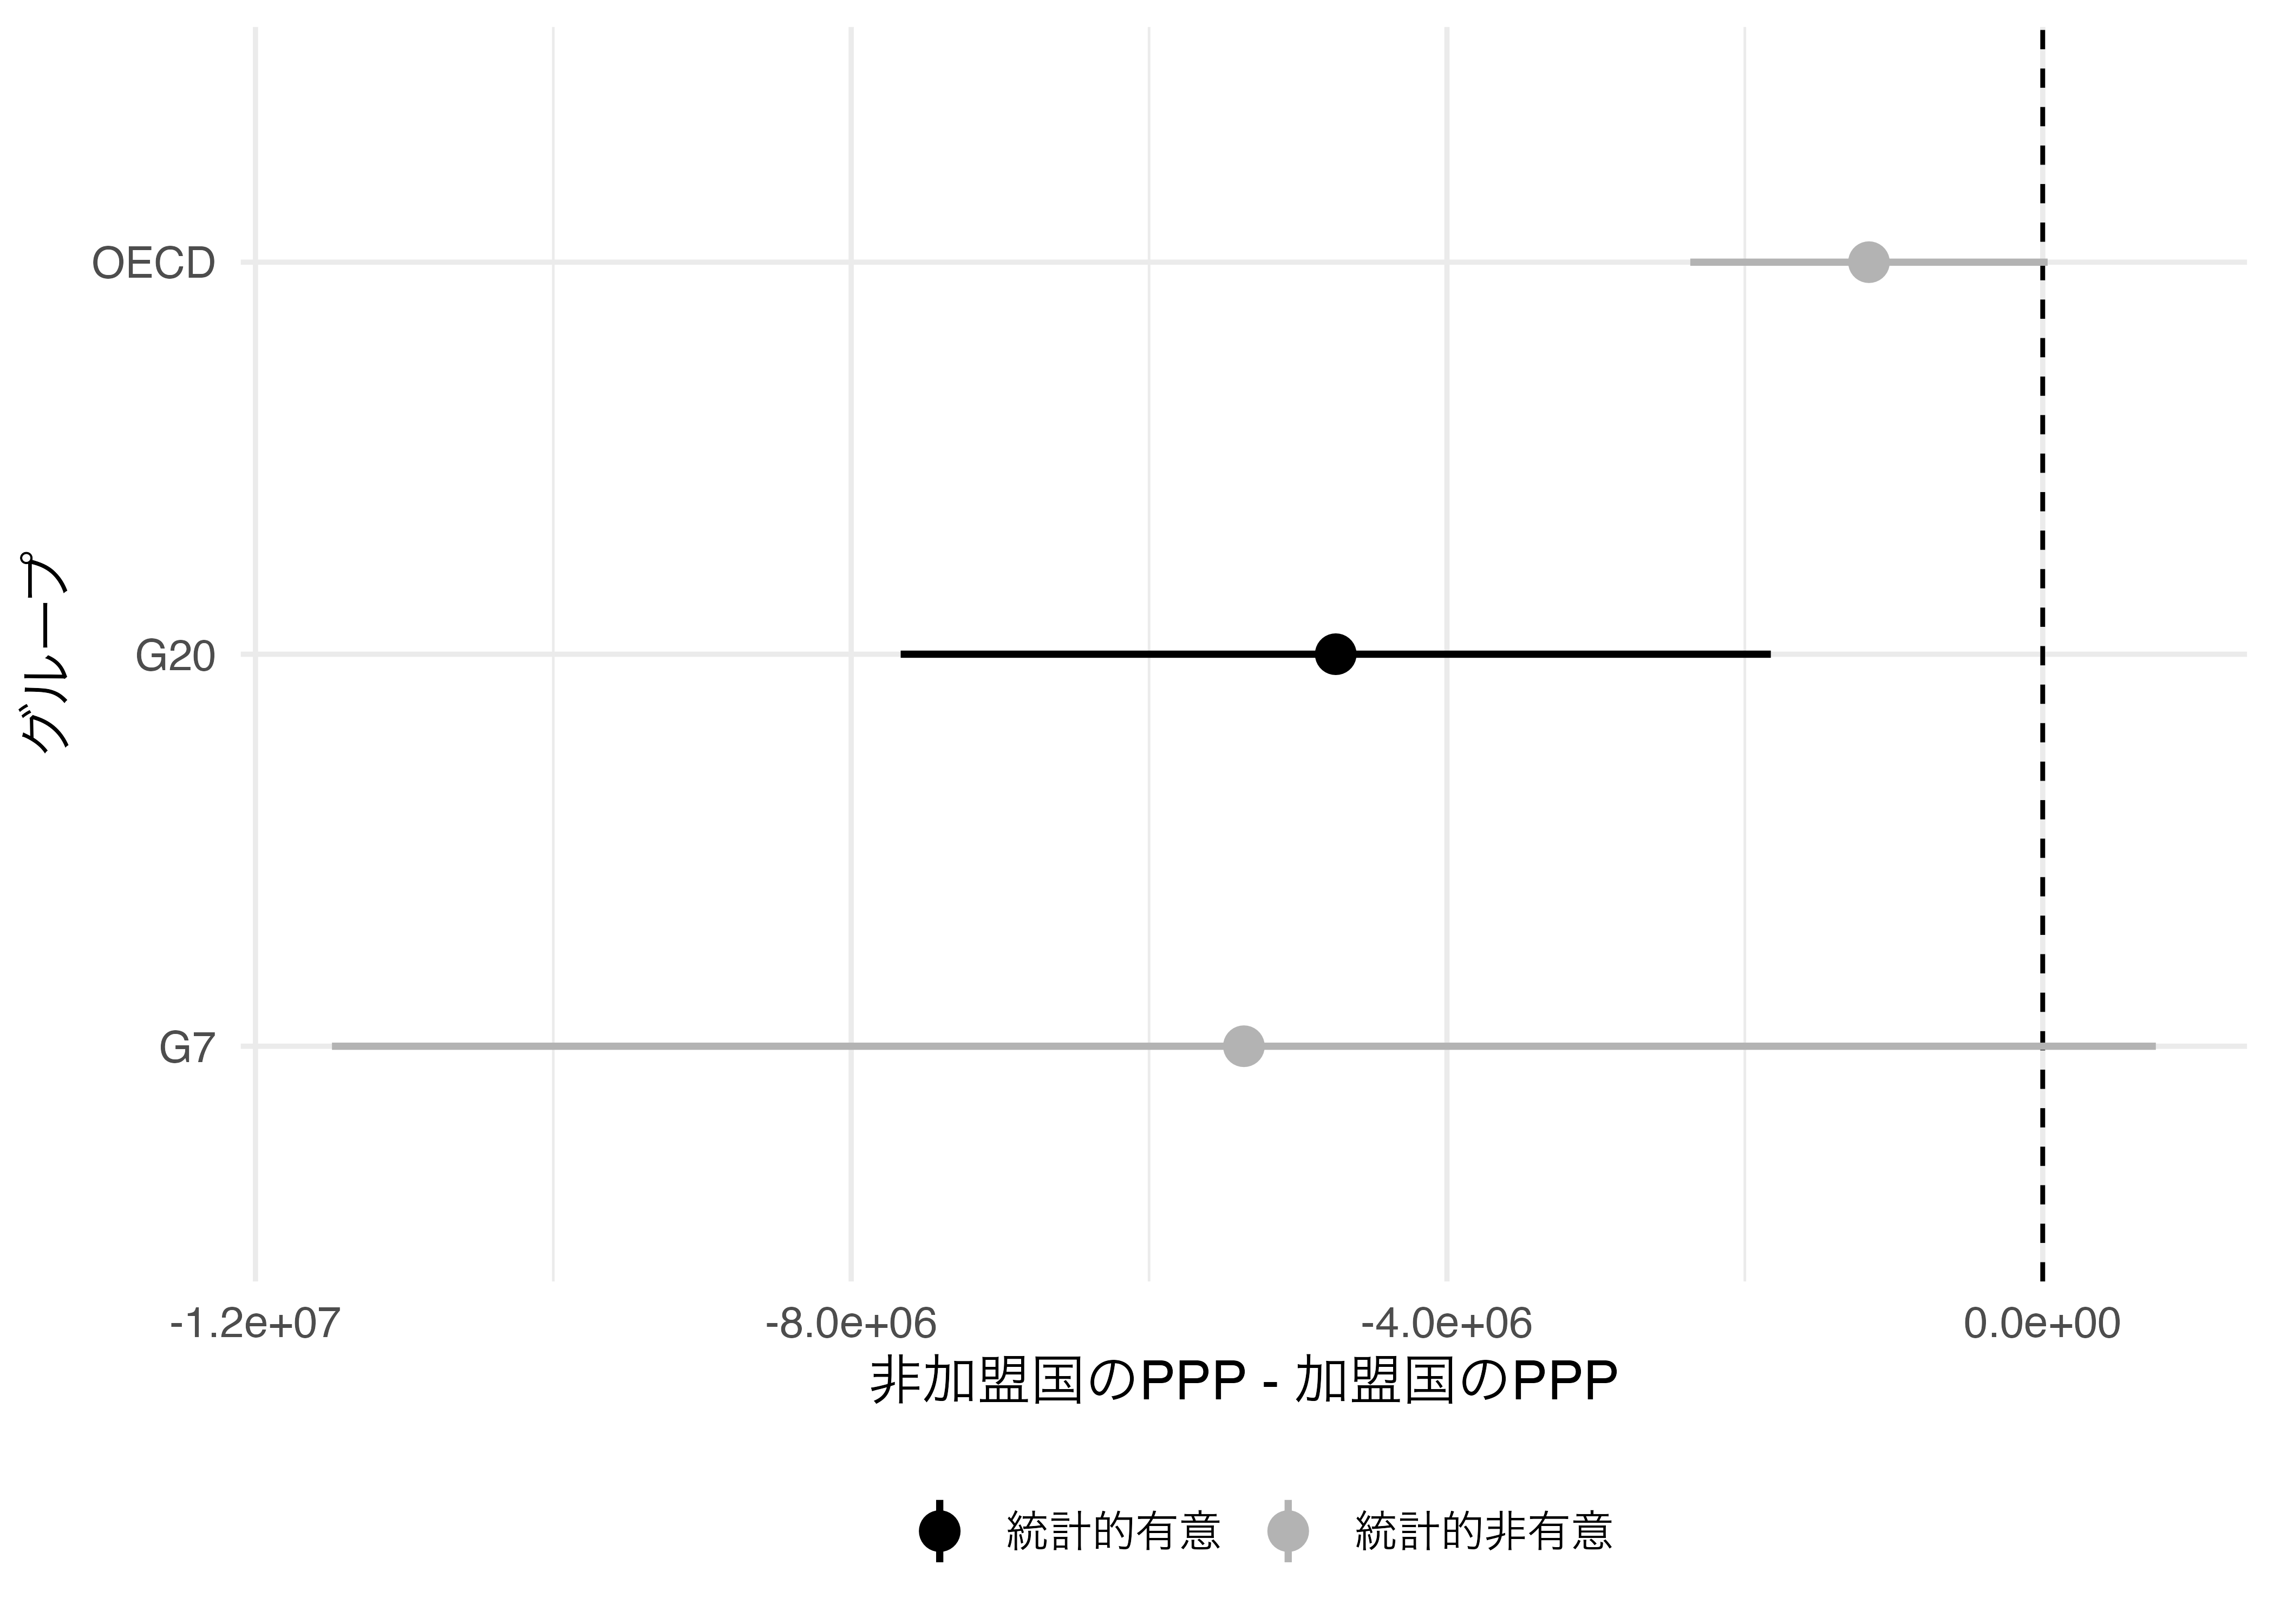 グループ
OECD
G20
G7
-1.2e+07
-8.0e+06
-4.0e+06
0.0e+00
非加盟国のPPP - 加盟国のPPP
統計的有意
統計的非有意